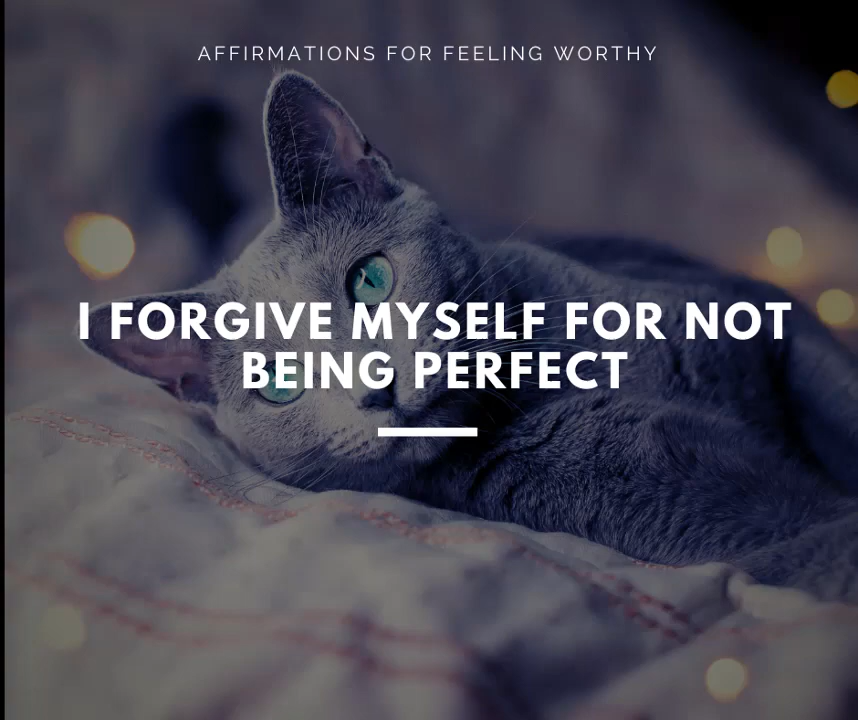 AFFIRMATIONS FOR FEELING WORTHY
I FORGIVE MYSELF FOR NOT
BEING PERFECT